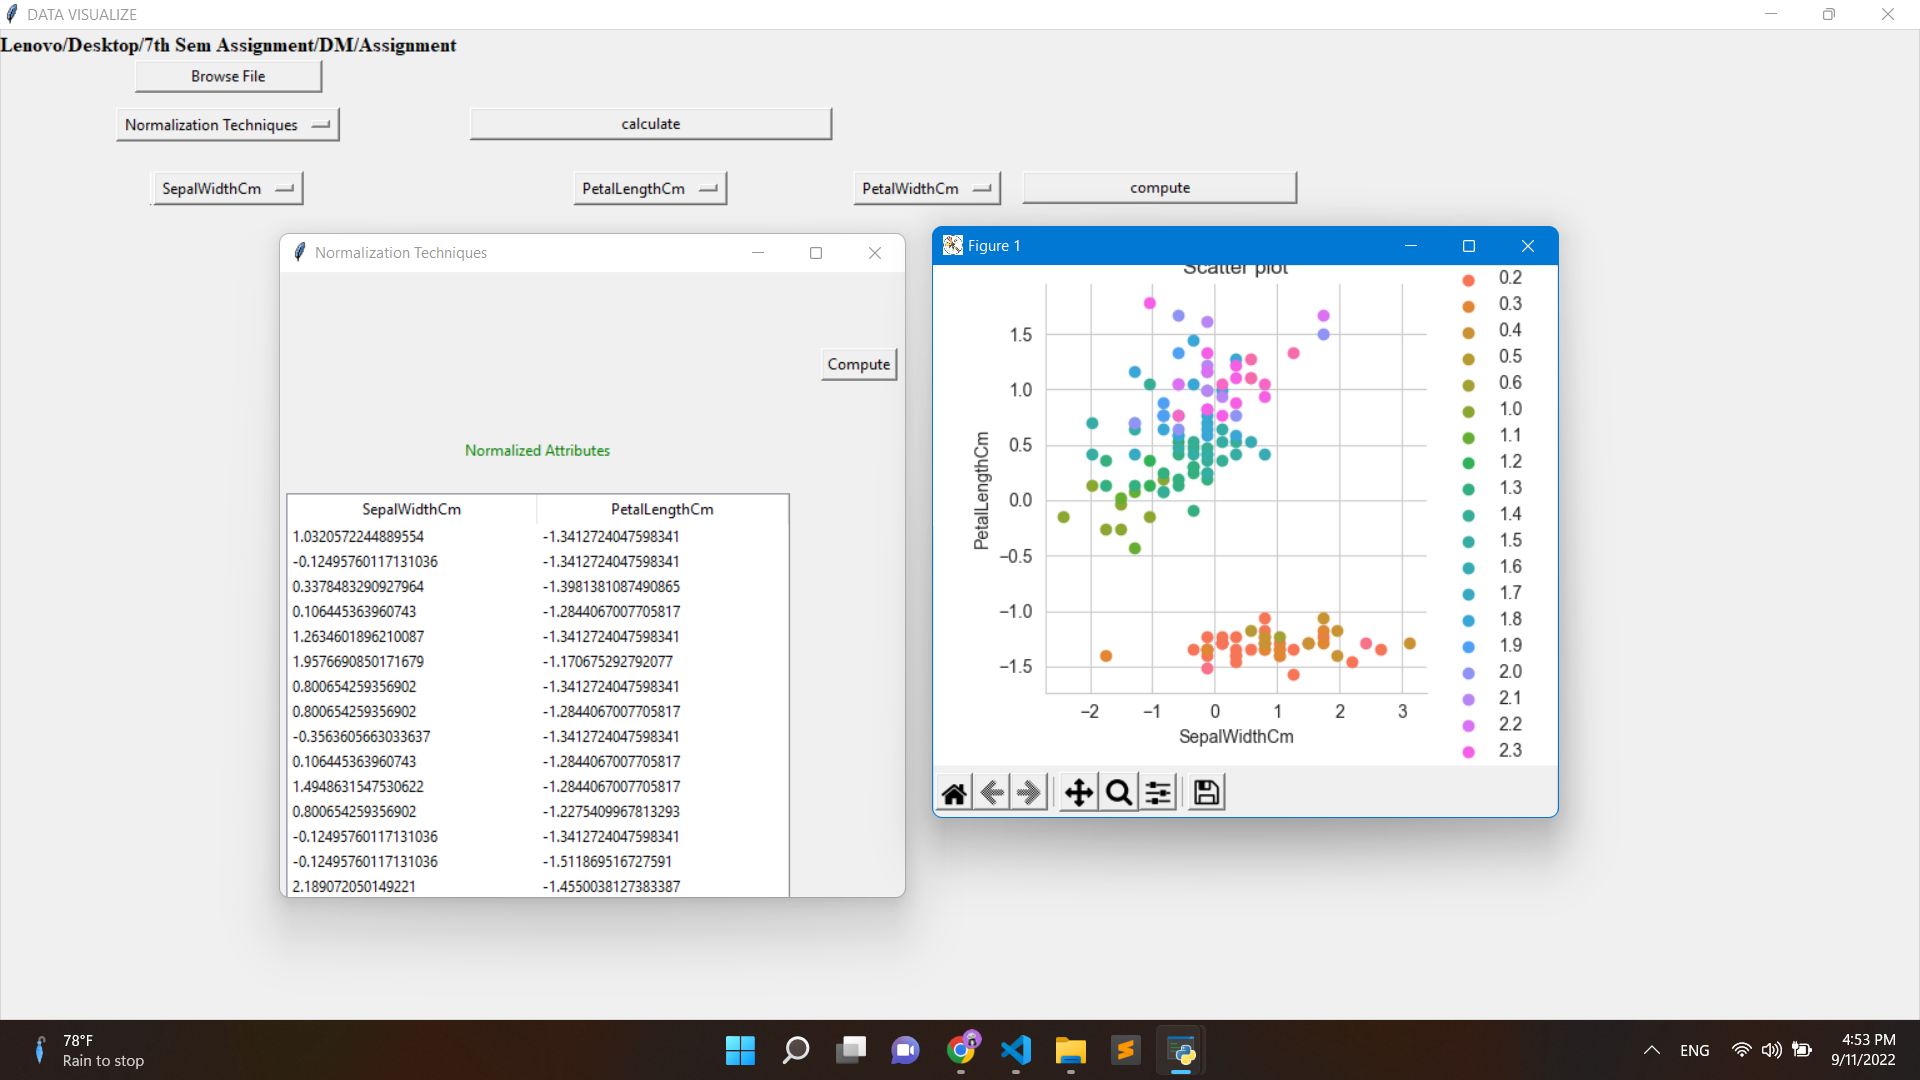 DATA VISUALIZE
Lenovo/Desktop/7th Sem Assignment/DM/Assignment
Browse File
Normalization Techniques
calculate
SepalWidthCm
PetalLengthCm
PetalWidthCm
compute
Normalization Techniques
Compute
Normalized Attributes
SepalWidthCm PetalLengthCm
1.0320572244889554 -1.3412724047598341
-0.12495760117131036 -1.3412724047598341
0.3378483290927964 -1.3981381087490865
0.106445363960743 -1.2844067007705817
1.2634601896210087 -1.3412724047598341
1.9576690850171679 -1.170675292792077
0.800654259356902 -1.3412724047598341
0.800654259356902 -1.2844067007705817
-0.3563605663033637 -1.3412724047598341
0.106445363960743 -1.2844067007705817
1.4948631547530622 -1.2844067007705817
0.800654259356902 -1.2275409967813293
-0.12495760117131036 -1.3412724047598341
-0.12495760117131036 -1.511869516727591
2.189072050149221 -1.4550038127383387
Figure 1
Scatter plot
1.5
1.0
0.5
0.0
−0.5
−1.0
−1.5
PetalLengthCm
−2 −1 0 1 2 3
SepalWidthCm
0.2
0.3
0.4
0.5
0.6
1.0
1.1
1.2
1.3
1.4
1.5
1.6
1.7
1.8
1.9
2.0
2.1
2.2
2.3
78°F
Rain to stop
ENG
4:53 PM
9/11/2022